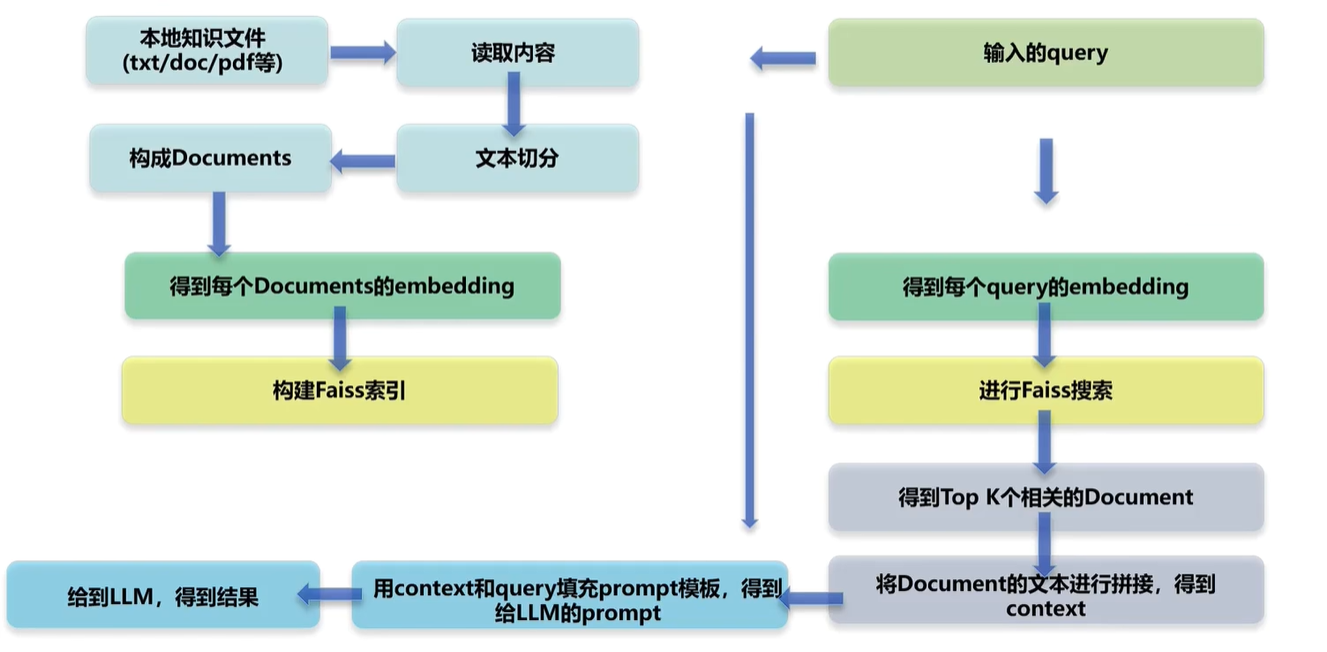 本地知识文件
(txt/doc/pdf等)
读取内容
输入的query
构成Documents
文本切分
得到每个Documents的embedding
得到每个query的embedding
构建Faiss索引
进行Faiss搜索
得到Top K个相关的Document
给到LLM，得到结果
用context和query填充prompt模板，得到
给LLM的prompt
将Document的文本进行拼接，得到
context